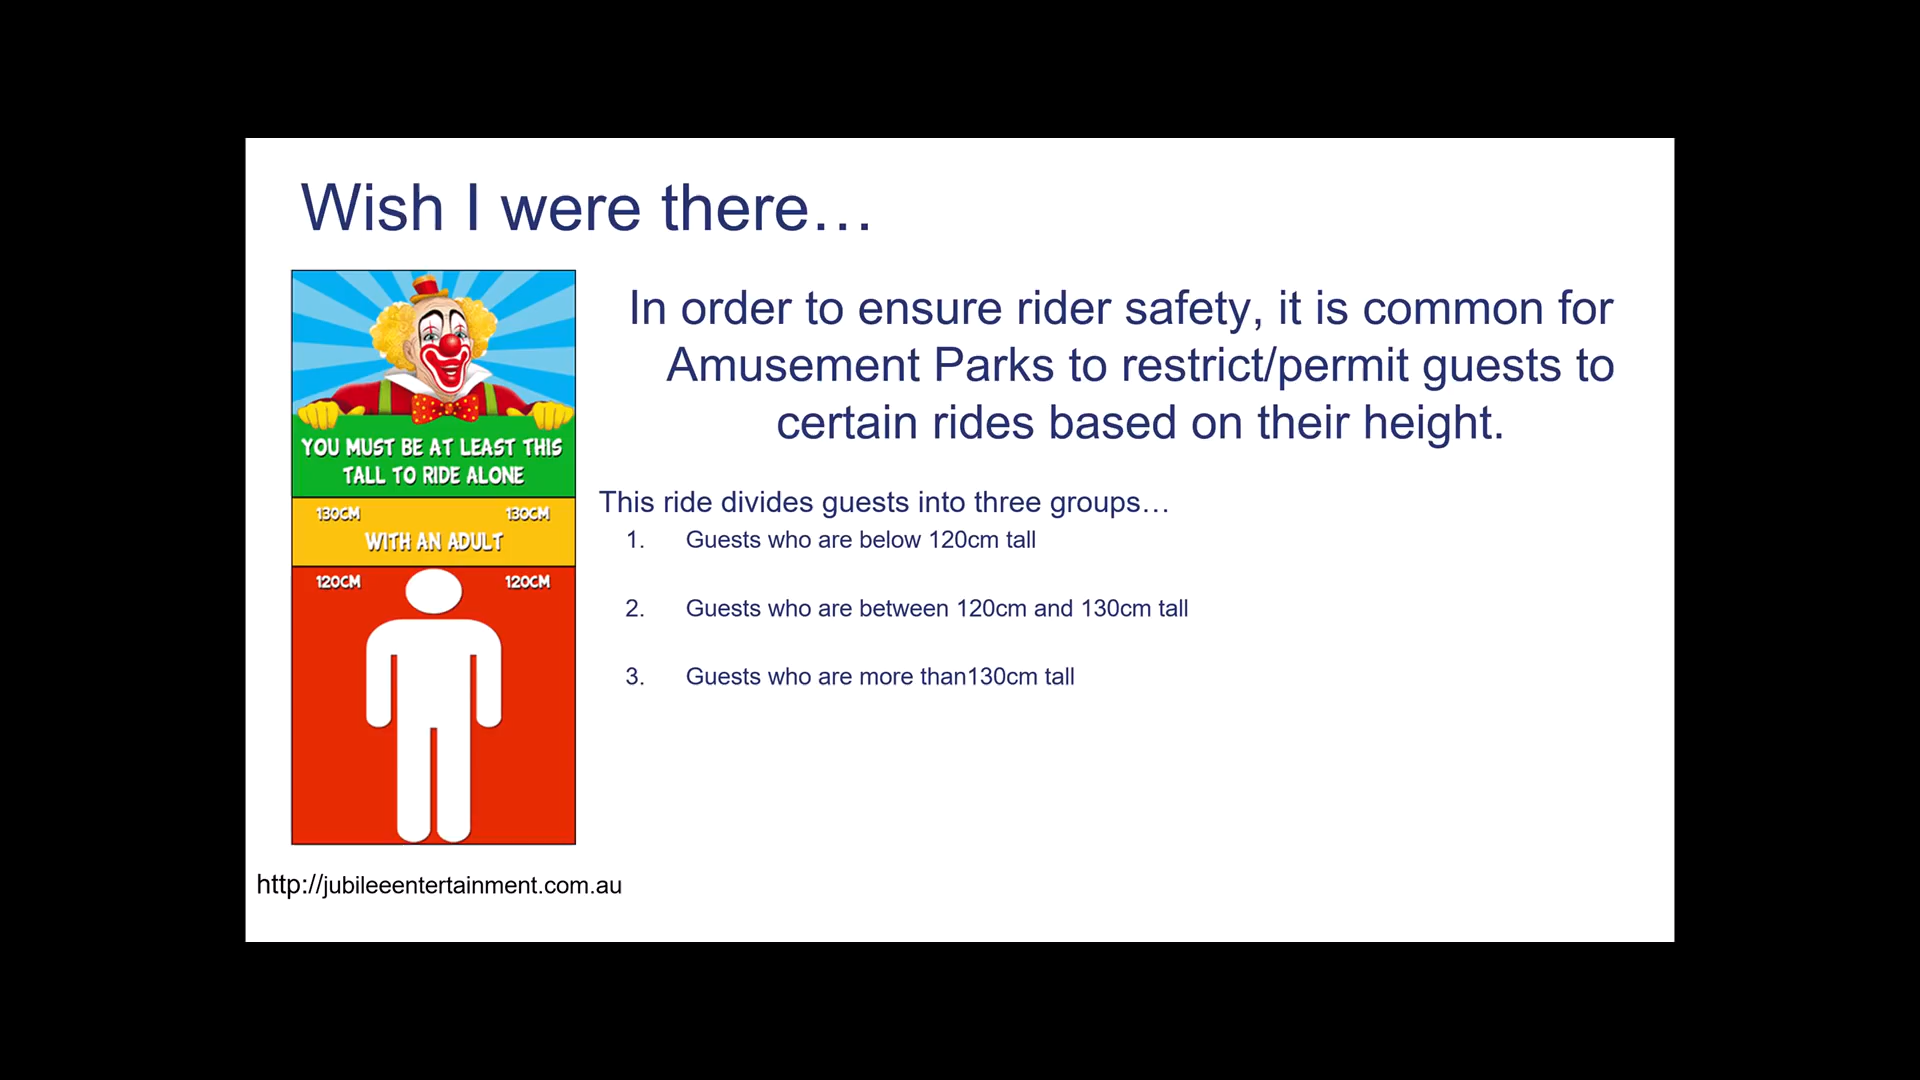 Wish I were there…
YOU MUST BE AT LEAST THIS
TALL TO RIDE ALONE
130CM 130CM
WITH AN ADULT
120CM 120CM
In order to ensure rider safety, it is common for
Amusement Parks to restrict/permit guests to
certain rides based on their height.
This ride divides guests into three groups…
1. Guests who are below 120cm tall
2. Guests who are between 120cm and 130cm tall
3. Guests who are more than130cm tall
http://jubileeentertainment.com.au